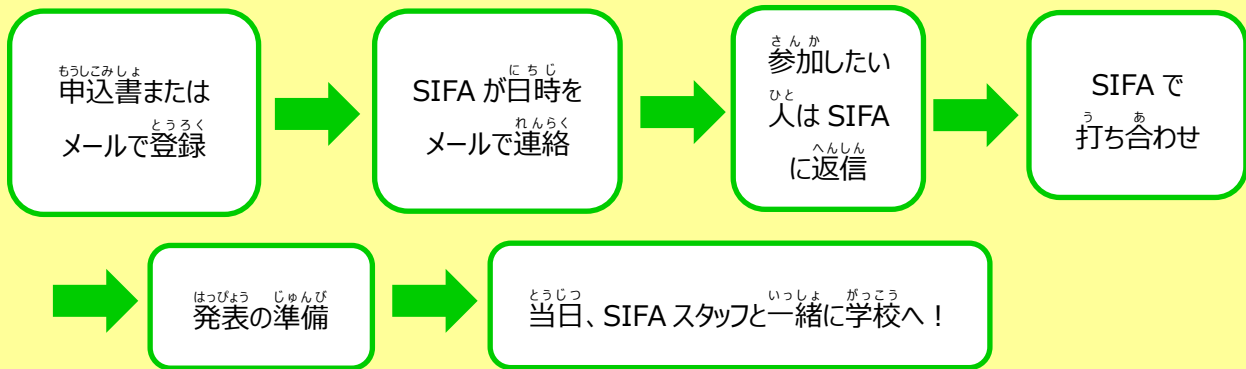 もうしこみしょ
申込書または
とうろく
メールで登録
にちじ
SIFA が日時を
れんらく
メールで連絡
さんか
参加したい
ひと
人は SIFA
へんしん
に返信
SIFA で
う あ
打ち合わせ
はっぴょう じゅんび
発表の準備
とうじつ いっしょ がっこう
当日、SIFA スタッフと一緒に学校へ！